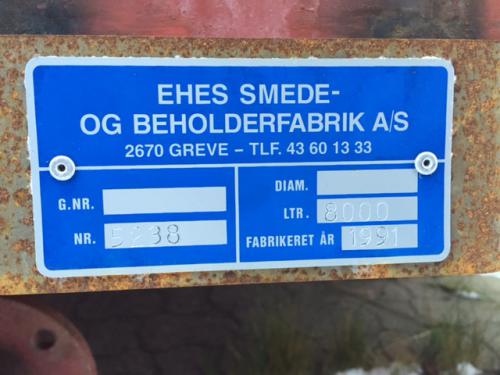 EHES SMEDE-
OG BEHOLDERFABRIK A/S
2670 GREVE – TLF. 43 60 13 33
G.NR.
NR. 5238
DIAM.
LTR. 8000
FABRIKERET ÅR 1991